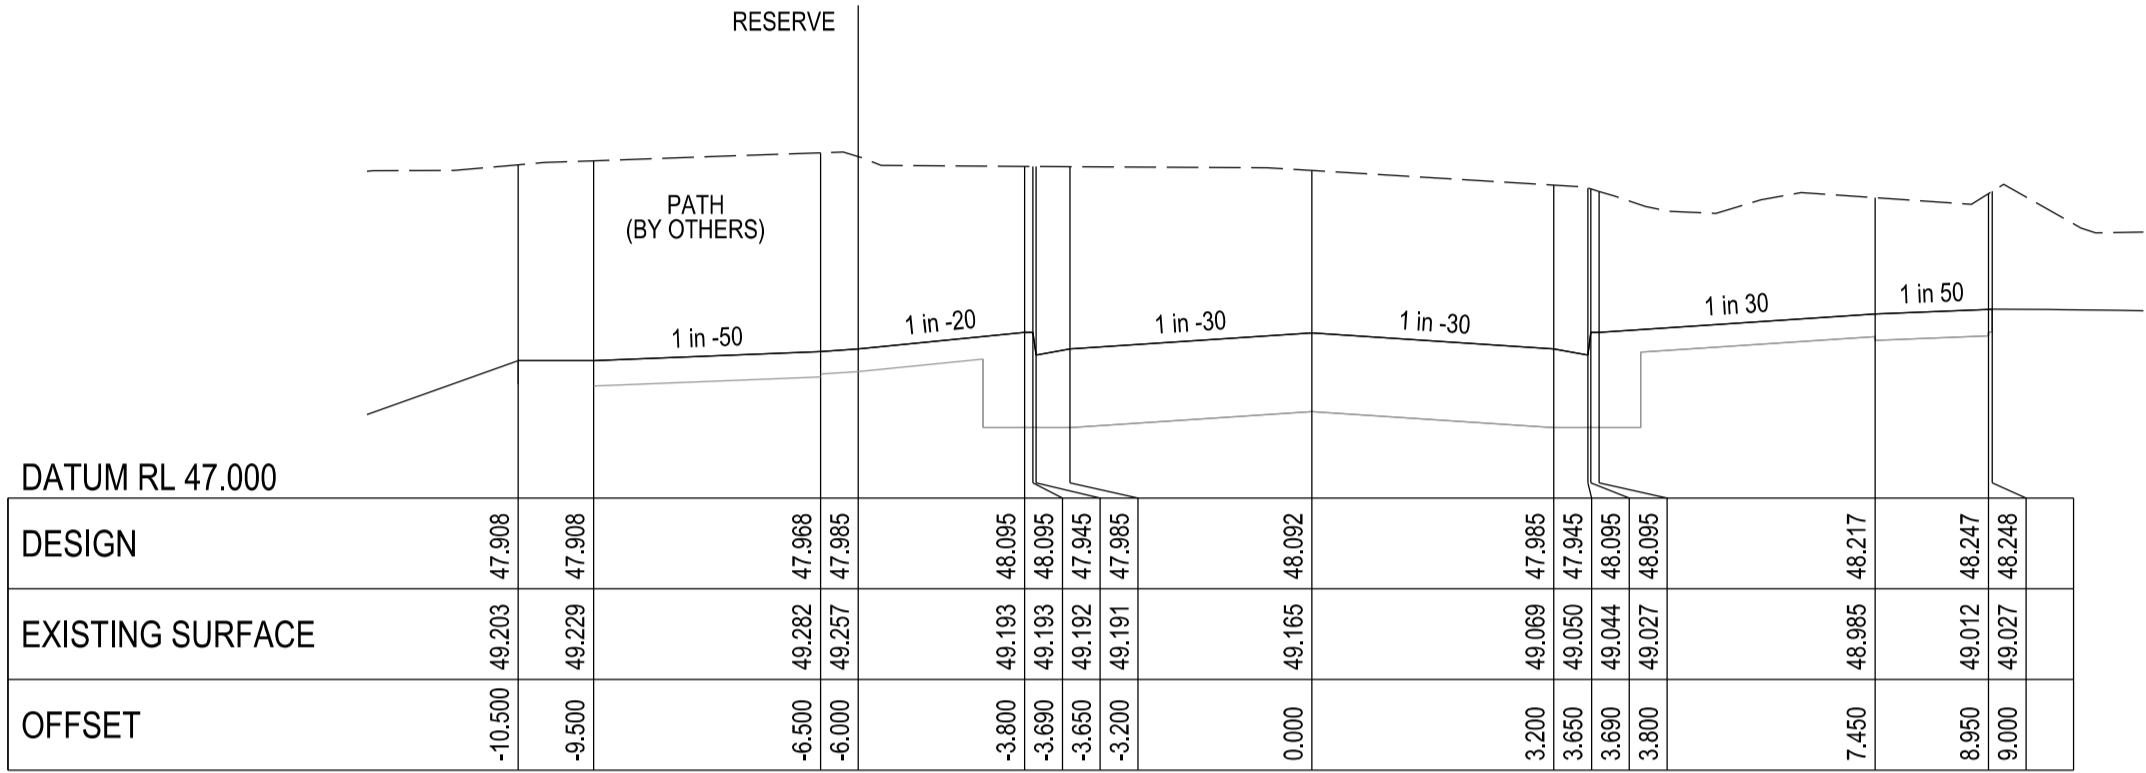 RESERVE
PATH
(BY OTHERS)
1 in -50
1 in -20
1 in -30
1 in -30
1 in 30
1 in 50
DATUM RL 47.000
DESIGN 47.908 47.908 47.968 47.985 48.095 48.095 47.945 47.985 48.092 47.985 47.945 48.095 48.095 48.217 48.247 48.248
EXISTING SURFACE 49.203 49.229 49.282 49.257 49.193 49.193 49.192 49.191 49.165 49.069 49.050 49.044 49.027 48.985 49.012 49.027
OFFSET -10.500 -9.500 -6.500 -6.000 -3.800 -3.690 -3.650 -3.200 0.000 3.200 3.650 3.690 3.800 7.450 8.950 9.000